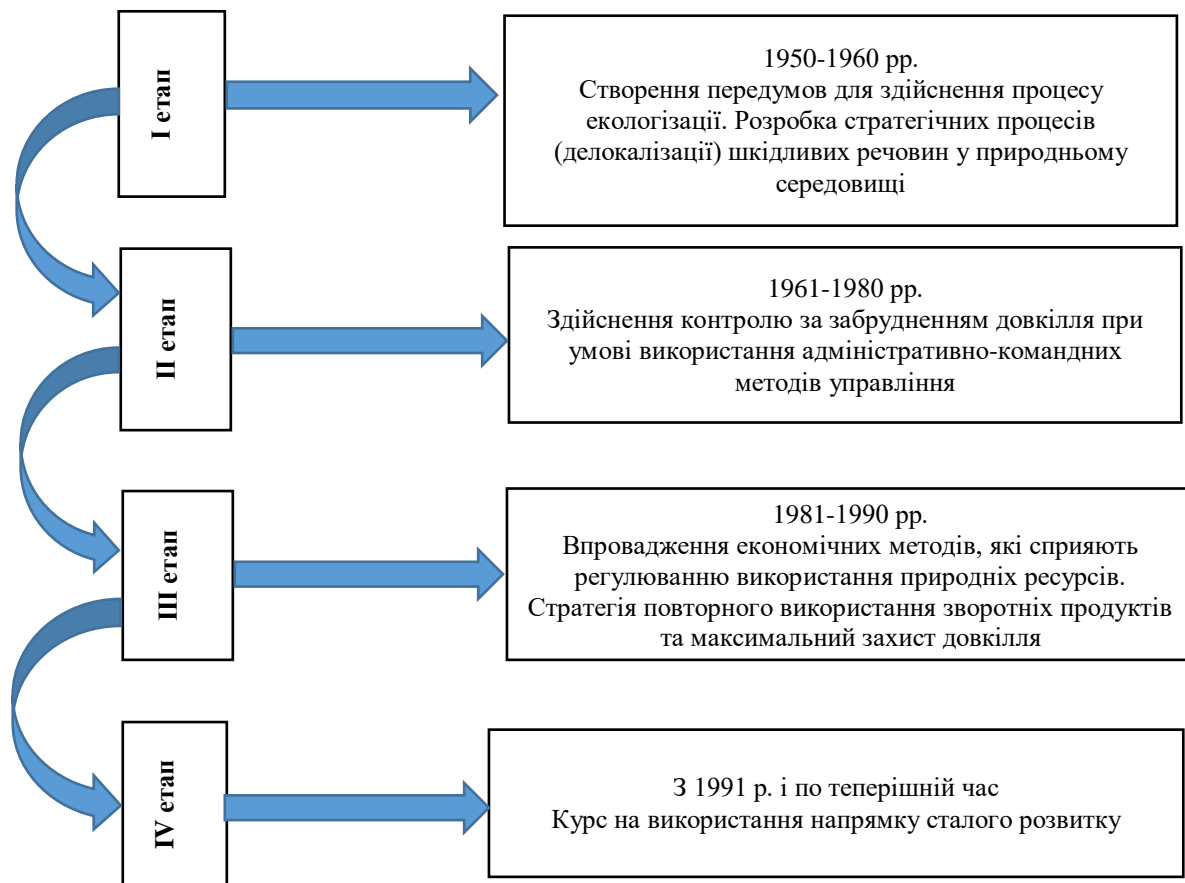 І етап
1950-1960 рр.
Створення передумов для здійснення процесу
екологізації. Розробка стратегічних процесів
(делокалізації) шкідливих речовин у природньому
середовищі
ІІ етап
1961-1980 рр.
Здійснення контролю за забрудненням довкілля при
умові використання адміністративно-командних
методів управління
ІІІ етап
1981-1990 рр.
Впровадження економічних методів, які сприяють
регулюванню використання природніх ресурсів.
Стратегія повторного використання зворотніх продуктів
та максимальний захист довкілля
IV етап
З 1991 р. і по теперішній час
Курс на використання напрямку сталого розвитку